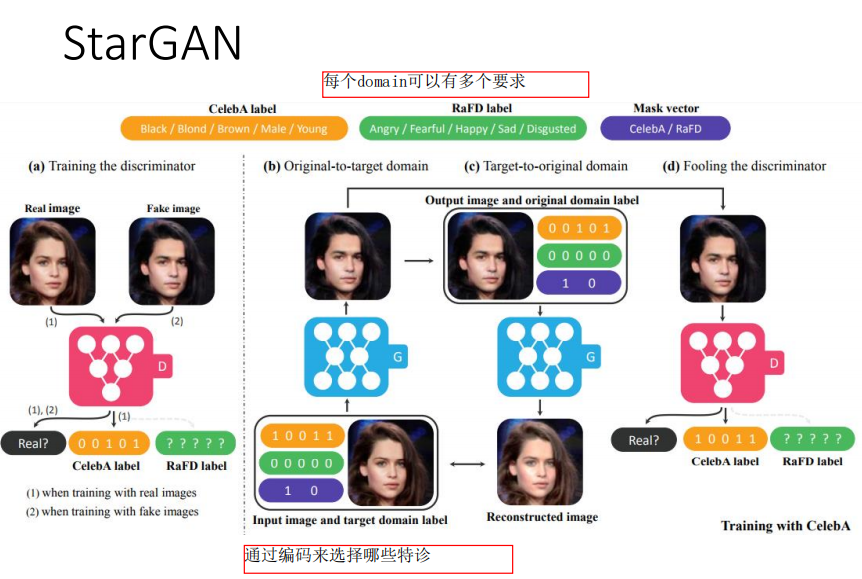 StarGAN
每个domain可以有多个要求
CelebA label
RaFD label
Mask vector
Black / Blond / Brown / Male / Young
Angry / Fearful / Happy / Sad / Disgusted
CelebA / RaFD
(a) Training the discriminator
(b) Original-to-target domain
(c) Target-to-original domain
(d) Fooling the discriminator
Real image
Fake image
Output image and original domain label
0 0 1 0 1
0 0 0 0 0
1 0
(1)
(2)
D
G
G
D
(1), (2)
(1)
Real?
0 0 1 0 1
? ? ? ? ?
CelebA label
RaFD label
(1) when training with real images
(2) when training with fake images
1 0 0 1 1
0 0 0 0 0
1 0
Input image and target domain label
Reconstructed image
Real?
1 0 0 1 1
? ? ? ? ?
CelebA label
RaFD label
Training with CelebA
通过编码来选择哪些特诊